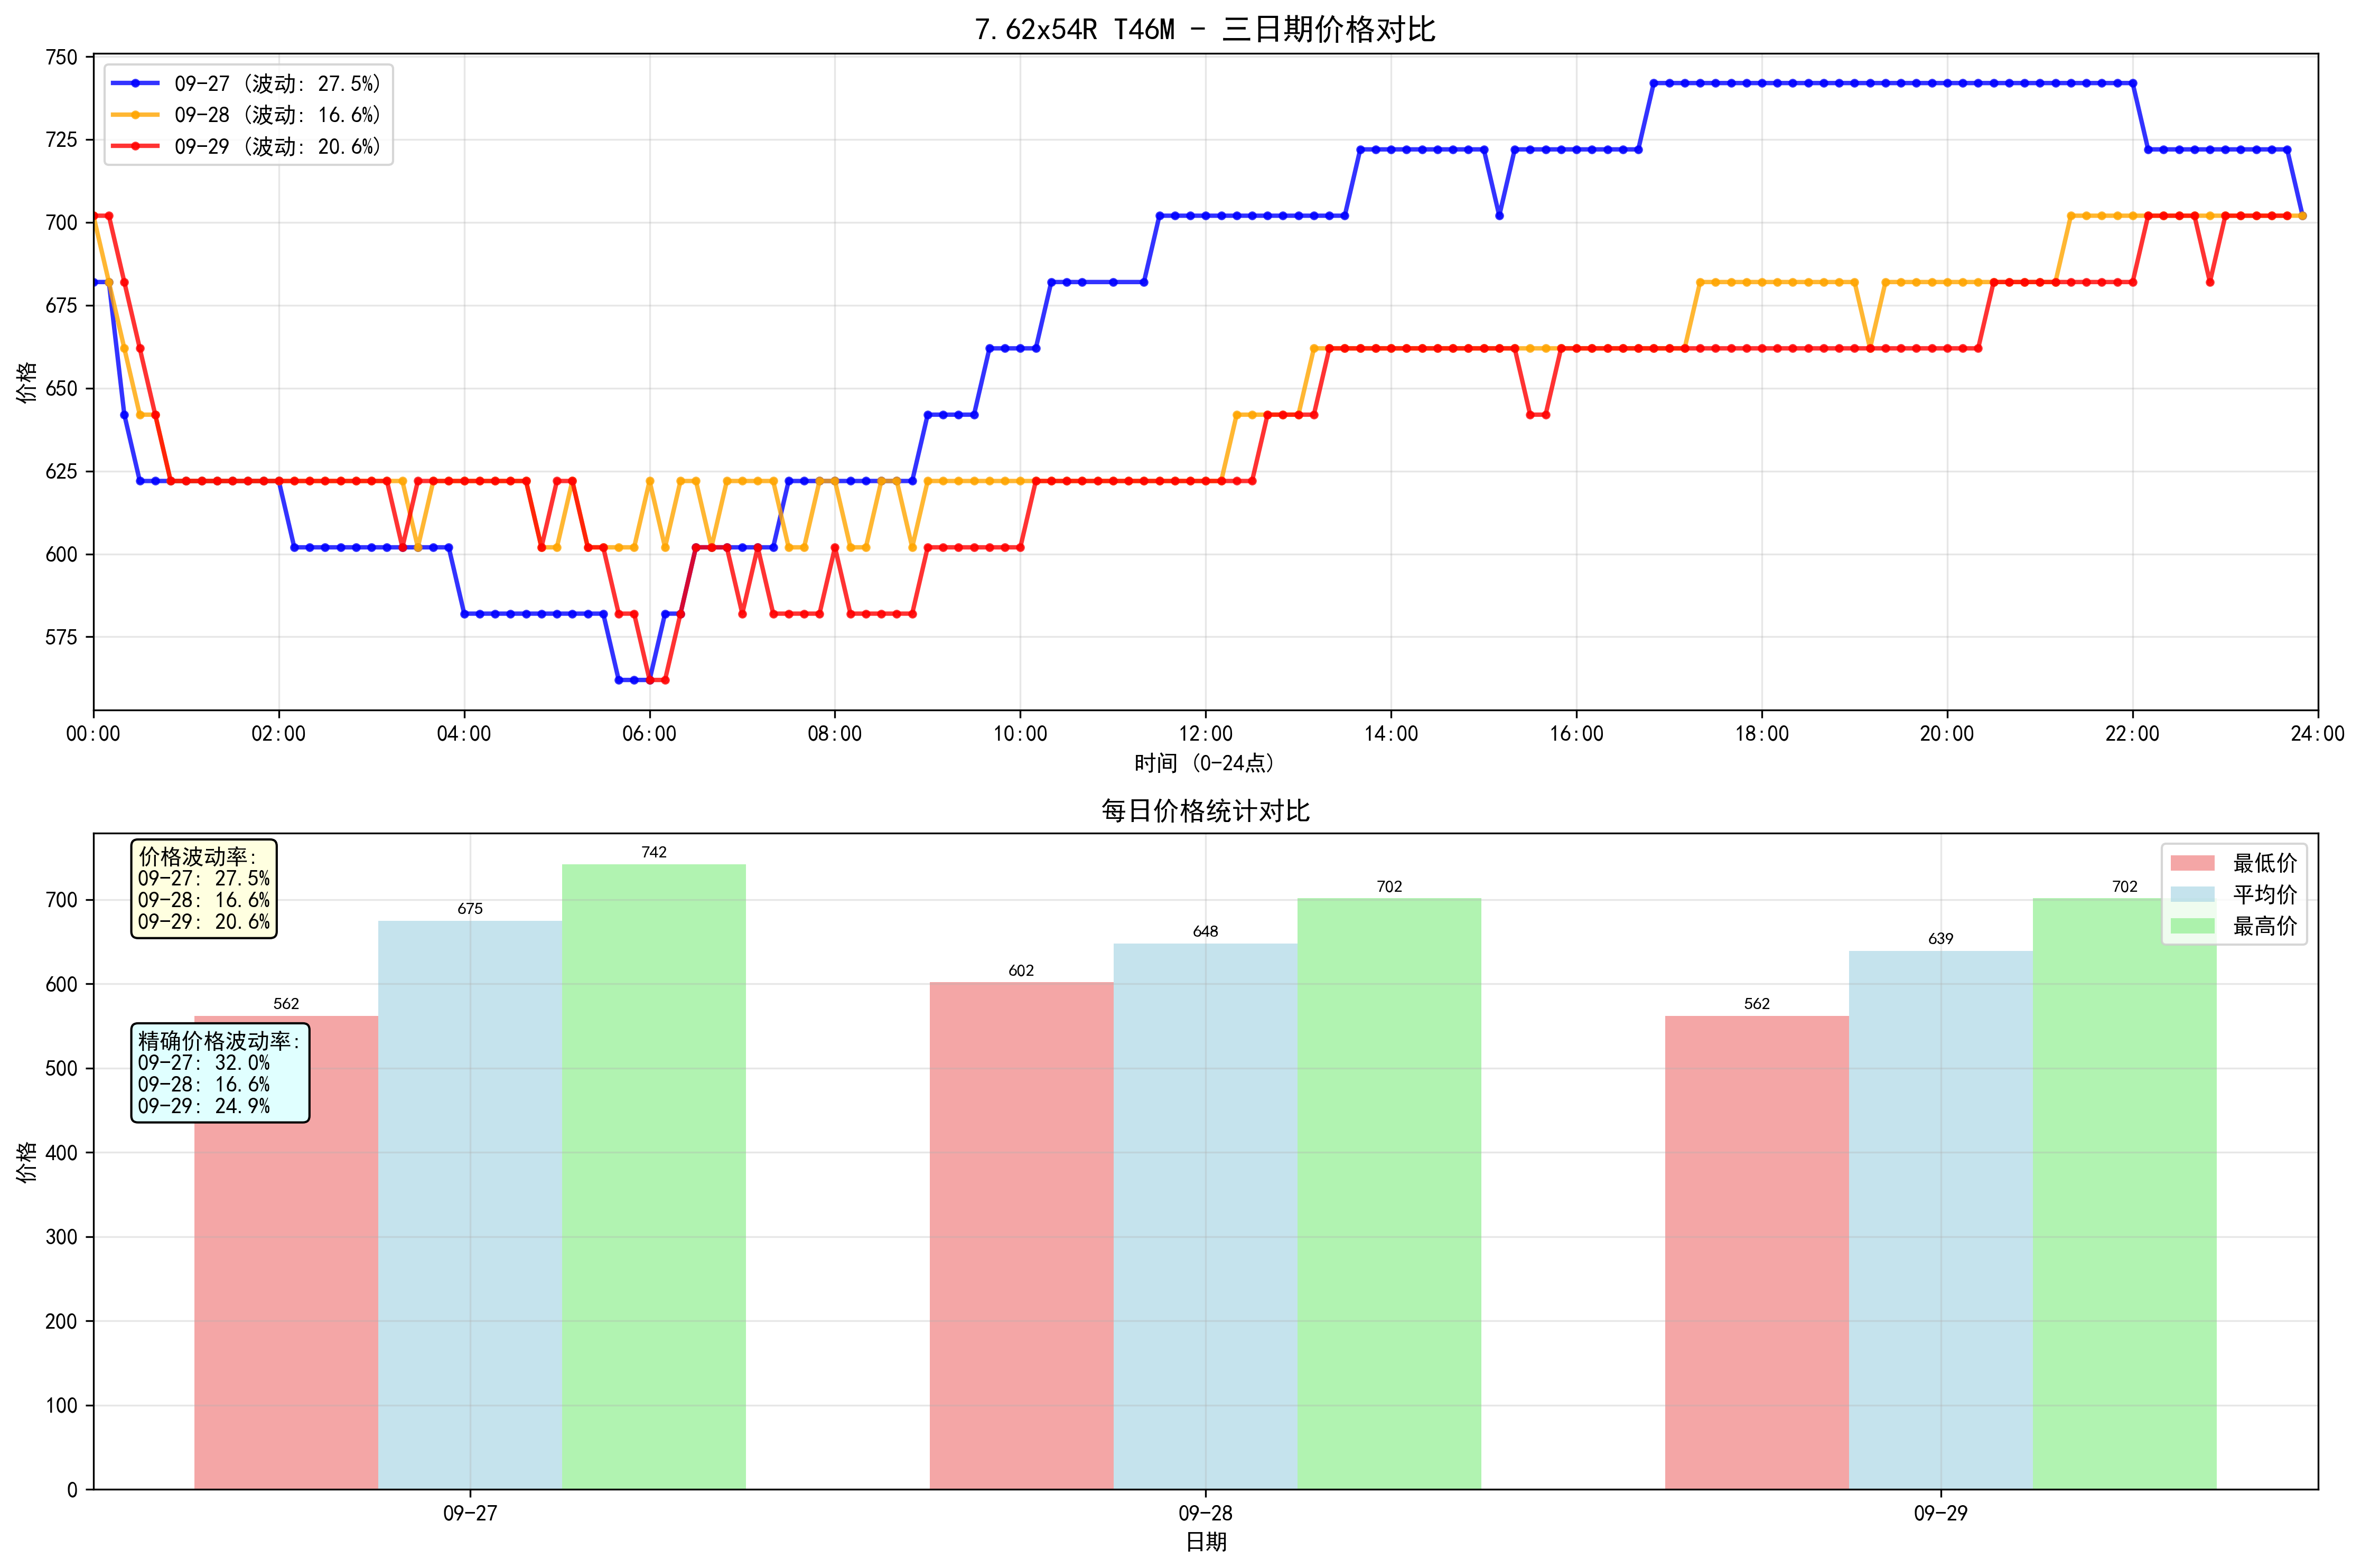 7.62x54R T46M - 三日期价格对比
09-27 (波动: 27.5%)
09-28 (波动: 16.6%)
09-29 (波动: 20.6%)
价格
750
725
700
675
650
625
600
575
00:00 02:00 04:00 06:00 08:00 10:00 12:00 14:00 16:00 18:00 20:00 22:00 24:00
时间 (0-24点)
每日价格统计对比
价格波动率:
09-27: 27.5%
09-28: 16.6%
09-29: 20.6%
精确价格波动率:
09-27: 32.0%
09-28: 16.6%
09-29: 24.9%
最低价
平均价
最高价
562 675 742
602 648 702
562 639 702
价格
700
600
500
400
300
200
100
0
09-27 09-28 09-29
日期